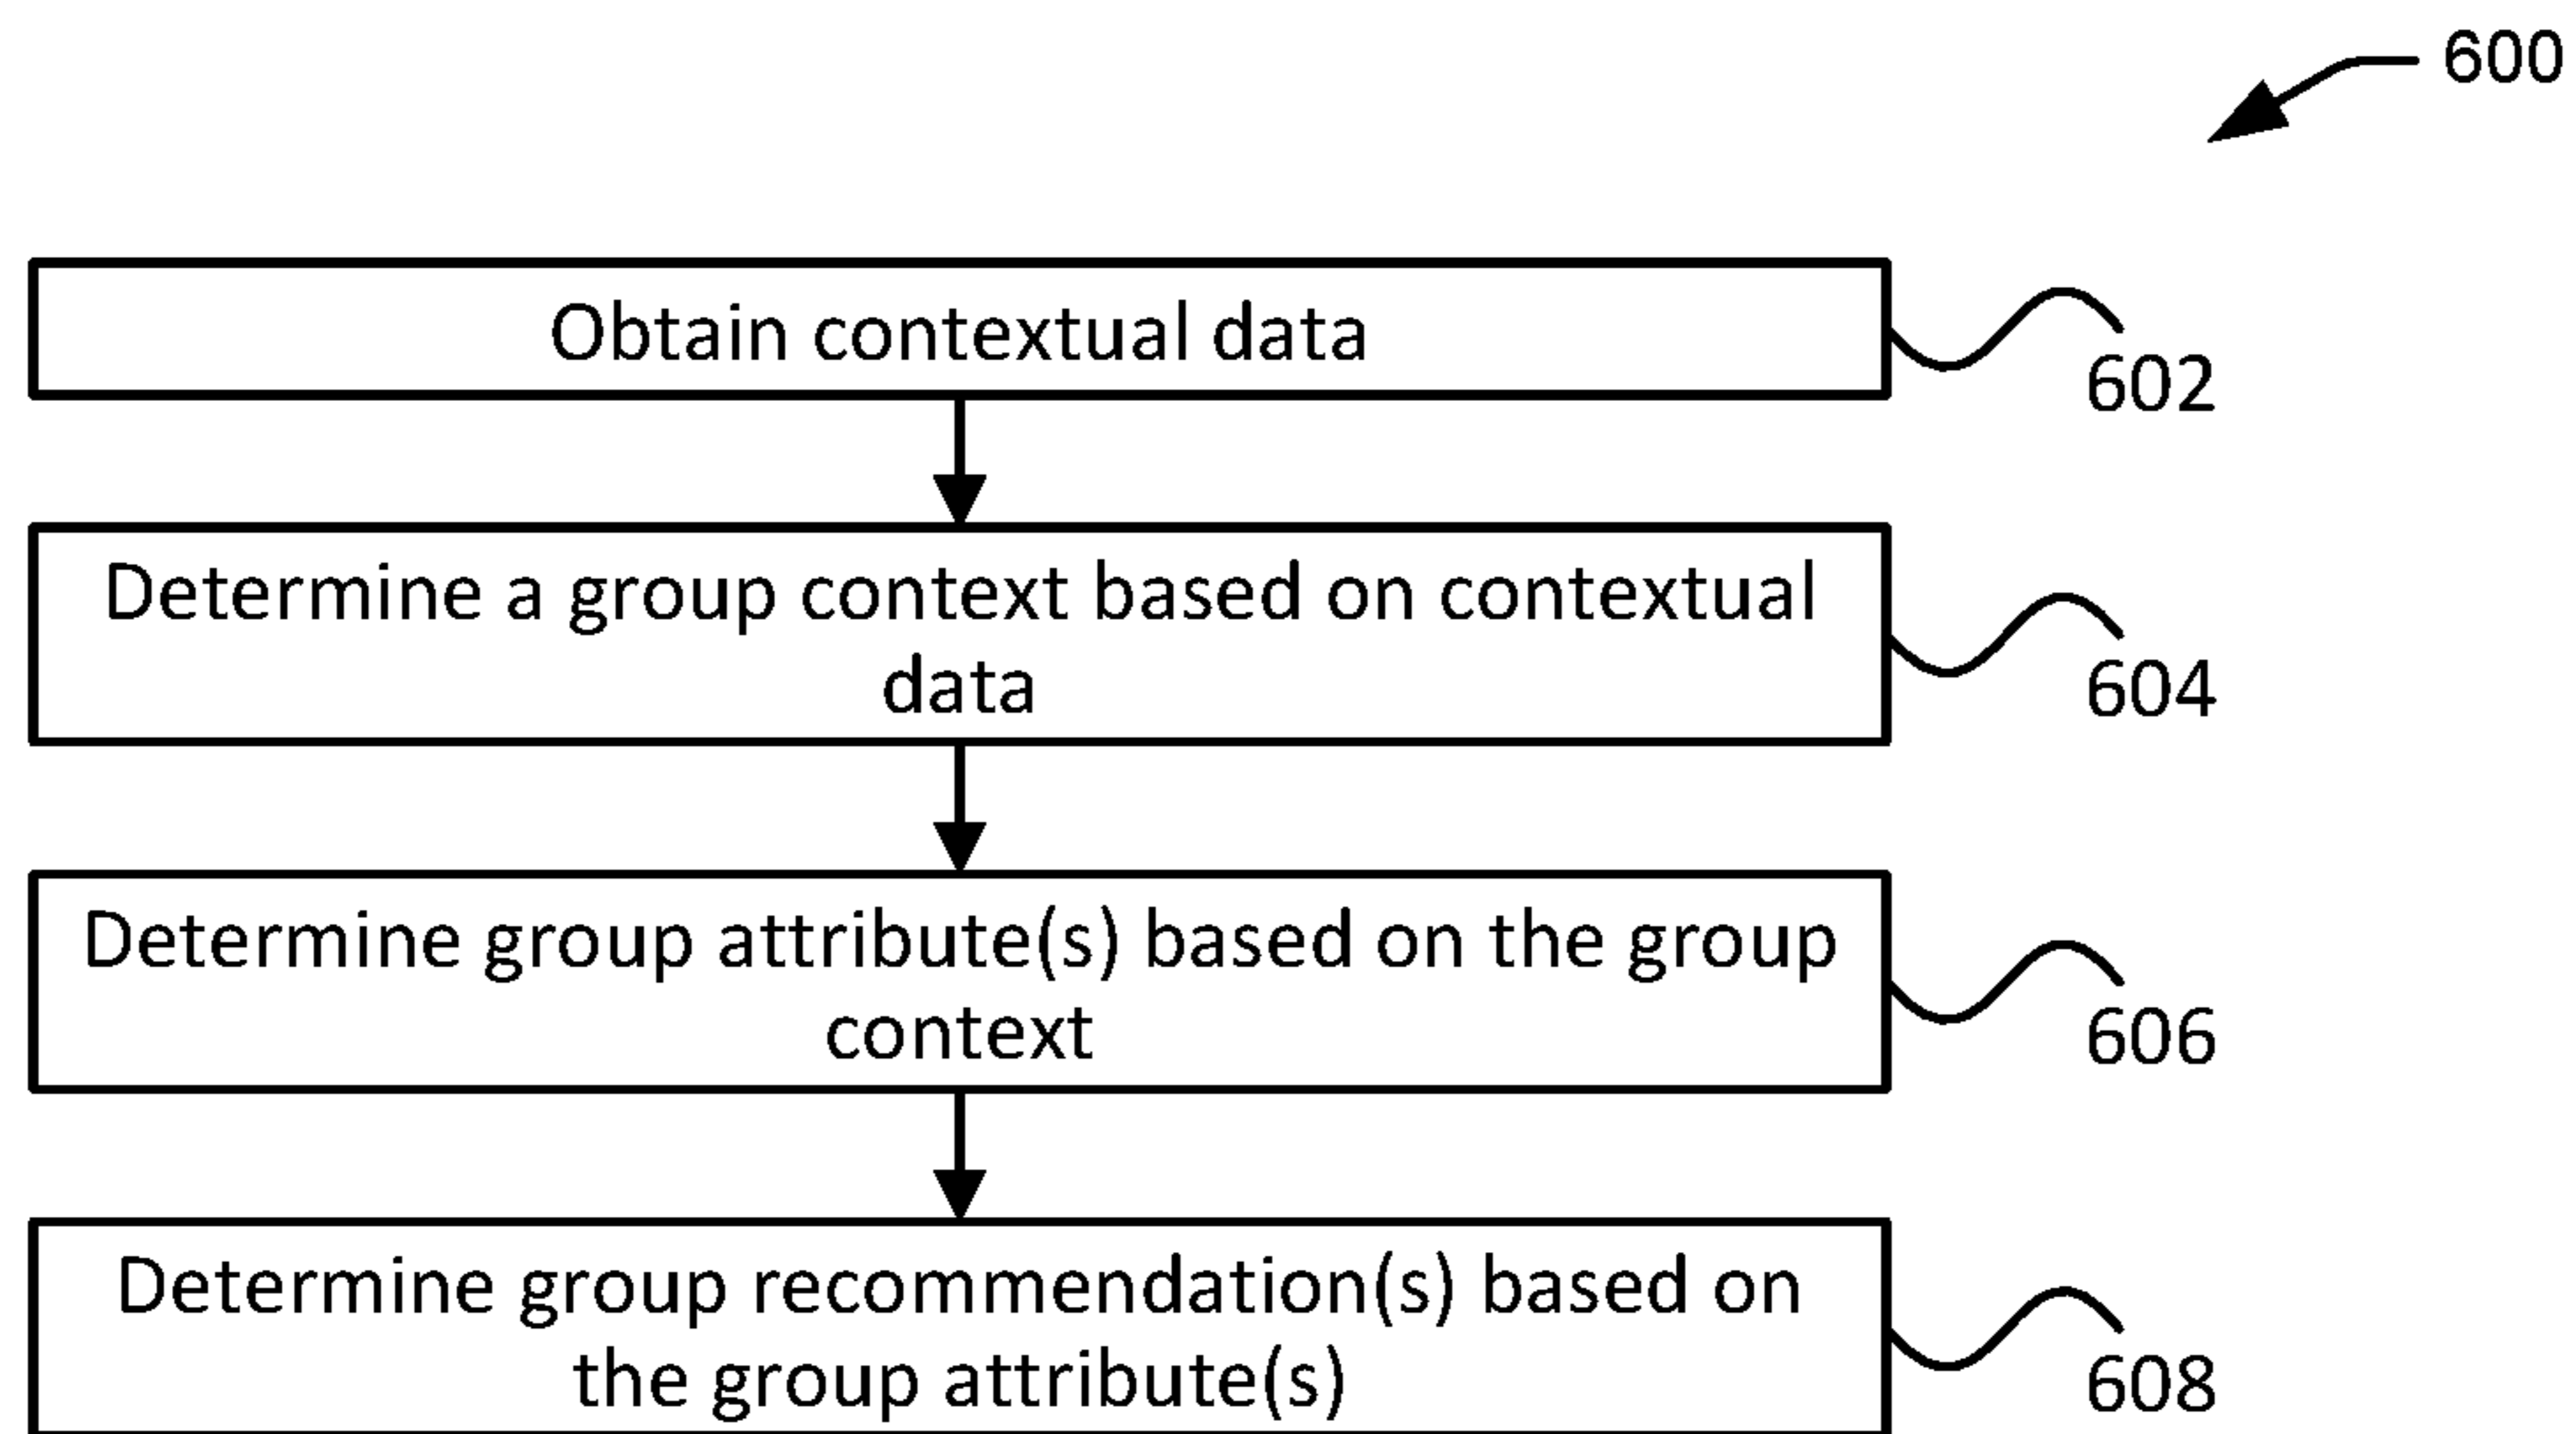 600
Obtain contextual data
602
Determine a group context based on contextual
data
604
Determine group attribute(s) based on the group
context
606
Determine group recommendation(s) based on
the group attribute(s)
608